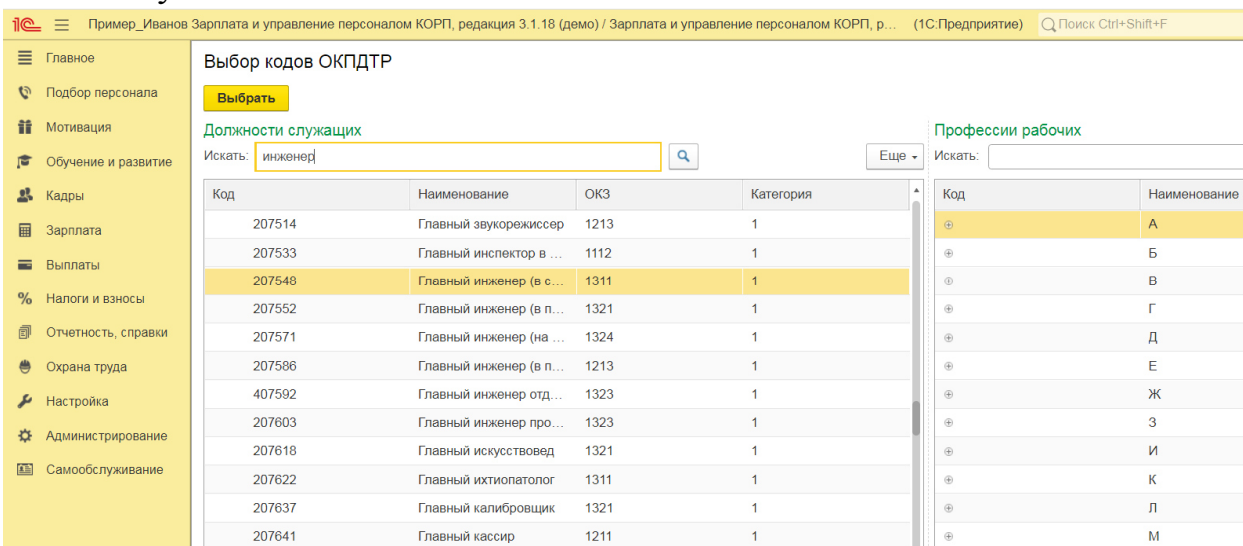 1С Пример_Иванов Зарплата и управление персоналом КОРП, редакция 3.1.18 (демо) / Зарплата и управление персоналом КОРП, р... (1С:Предприятие) Поиск Ctrl+Shift+F
Главное
Подбор персонала
Мотивация
Обучение и развитие
Кадры
Зарплата
Выплаты
% Налоги и взносы
Отчетность, справки
Охрана труда
Настройка
Администрирование
Самообслуживание
Выбор кодов ОКПДТР
Выбрать
Должности служащих
Искать: инженер Еще
Код Наименование ОКЗ Категория
207514 Главный звукорежиссер 1213 1
207533 Главный инспектор в ... 1112 1
207548 Главный инженер (в с... 1311 1
207552 Главный инженер (в п... 1321 1
207571 Главный инженер (на ... 1324 1
207586 Главный инженер (в п... 1213 1
407592 Главный инженер отд... 1323 1
207603 Главный инженер про... 1323 1
207618 Главный искусствовед 1321 1
207622 Главный ихтиопатолог 1311 1
207637 Главный калибровщик 1321 1
207641 Главный кассир 1211 1
Профессии рабочих
Искать:
Код Наименование
А
Б
В
Г
Д
Е
Ж
З
И
К
Л
М